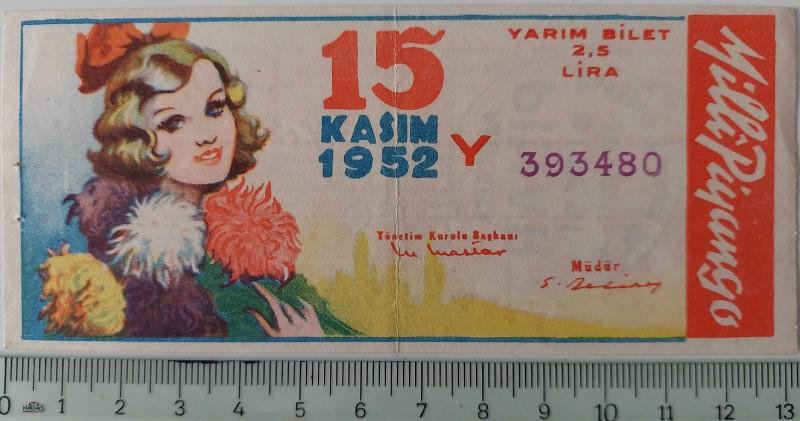 15
KASIM
1952
Y
393480
YARIM BİLET
2,5
LİRA
Milli Piyango
Yönetim Kurulu Başkanı
Müdür
0 HATAS 1 2 3 4 5 6 7 8 9 10 11 12 13